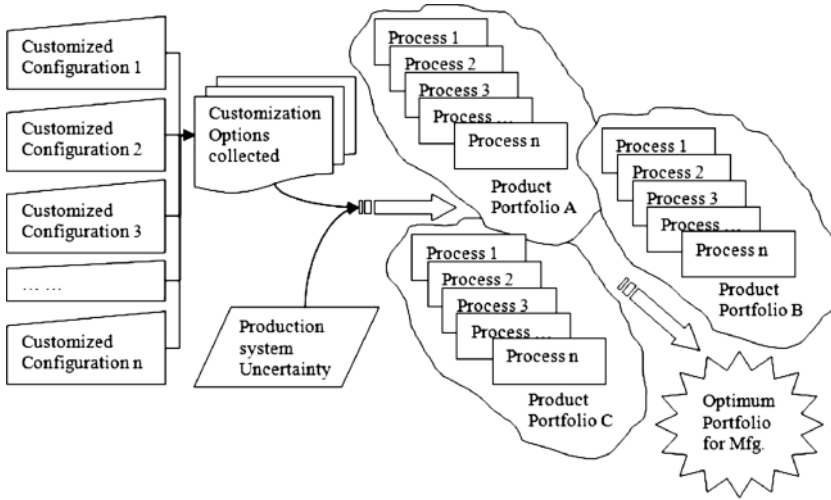 Customized
Configuration 1
Customized
Configuration 2
Customized
Configuration 3
... ...
Customized
Configuration n
Customization
Options
collected
Production
system
Uncertainty
Process 1
Process 2
Process 3
Process ...
Process n
Product
Portfolio A
Process 1
Process 2
Process 3
Process ...
Process n
Product
Portfolio B
Process 1
Process 2
Process 3
Process ...
Process n
Product
Portfolio C
Optimum
Portfolio
for Mfg.